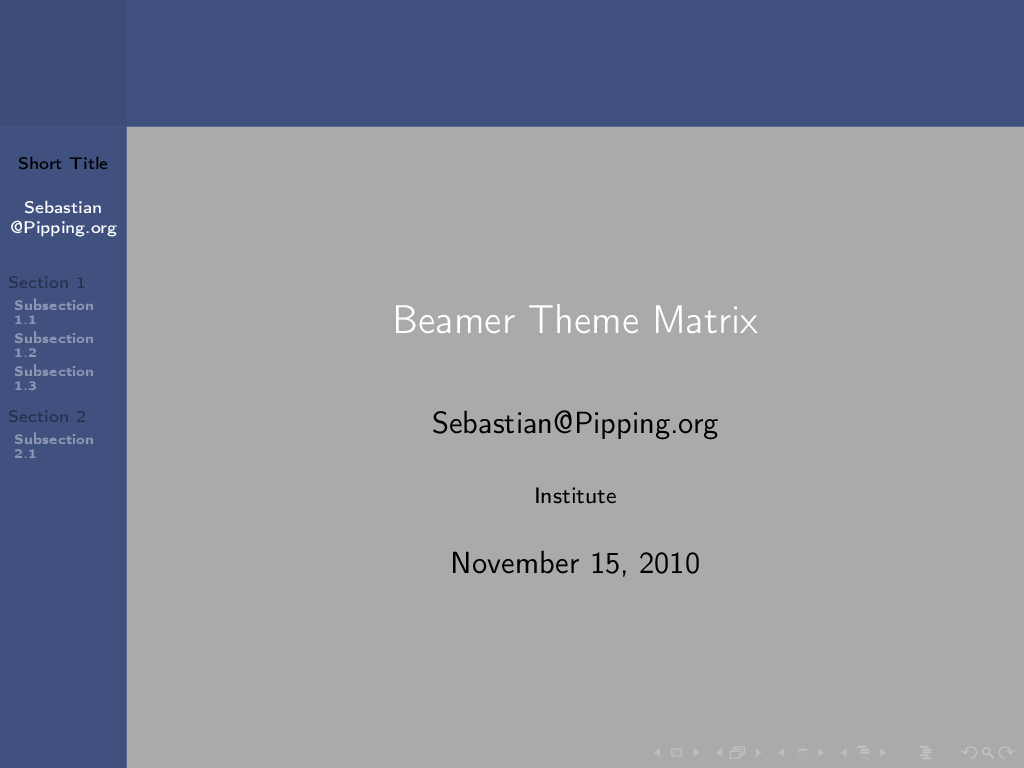 Short Title
Sebastian
@Pipping.org
Section 1
Subsection
1.1
Subsection
1.2
Subsection
1.3
Section 2
Subsection
2.1
Beamer Theme Matrix
Sebastian@Pipping.org
Institute
November 15, 2010